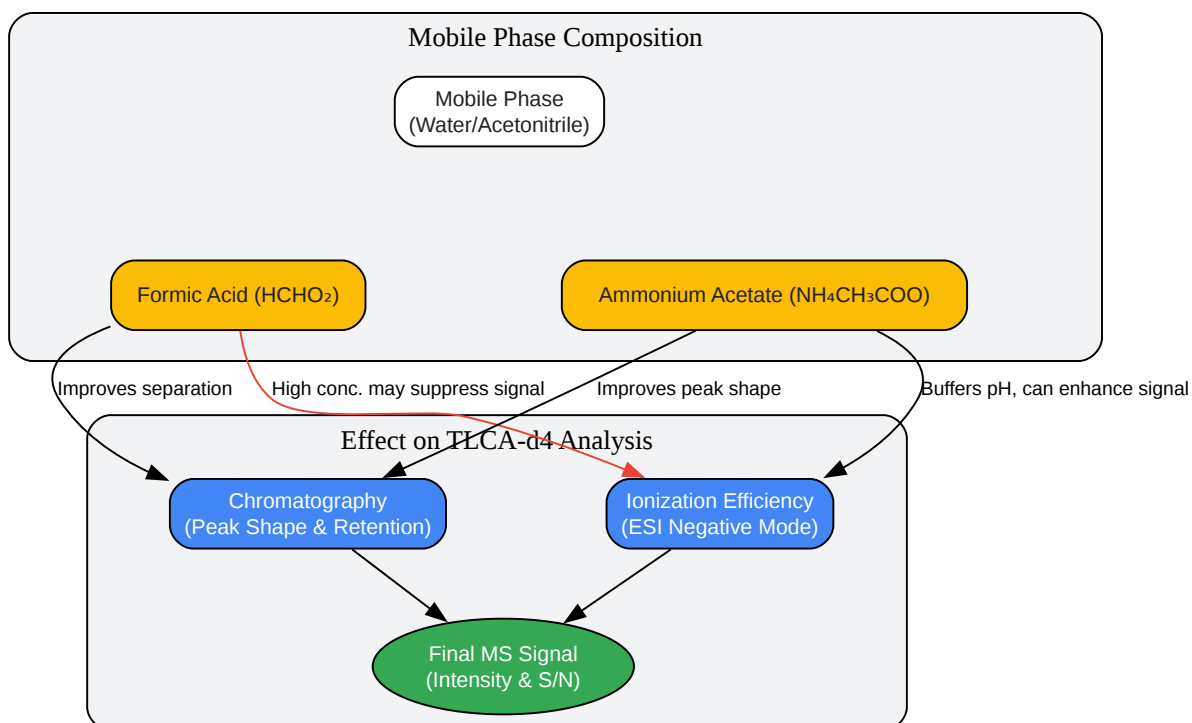 Mobile Phase Composition
Mobile Phase
(Water/Acetonitrile)
Formic Acid (HCHO₂)
Ammonium Acetate (NH₄CH₃COO)
Improves separation
High conc. may suppress signal
Improves peak shape
Buffers pH, can enhance signal
Effect on TLCA-d4 Analysis
Chromatography
(Peak Shape & Retention)
Ionization Efficiency
(ESI Negative Mode)
Final MS Signal
(Intensity & S/N)